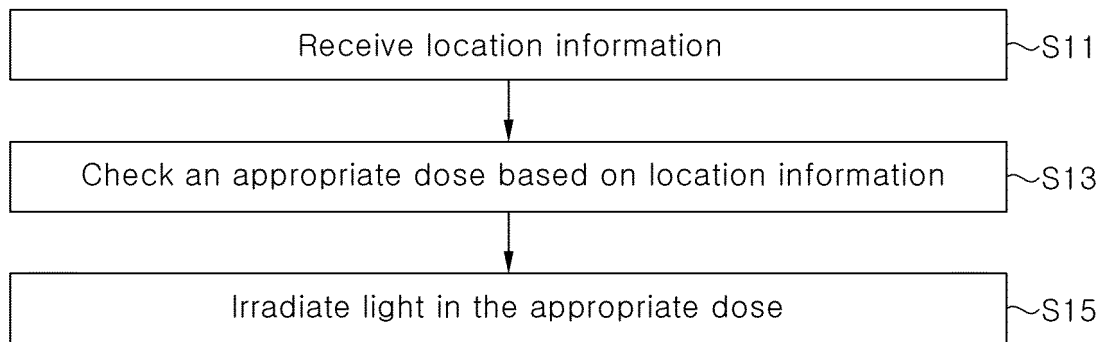 Receive location information
S11
Check an appropriate dose based on location information
S13
Irradiate light in the appropriate dose
S15